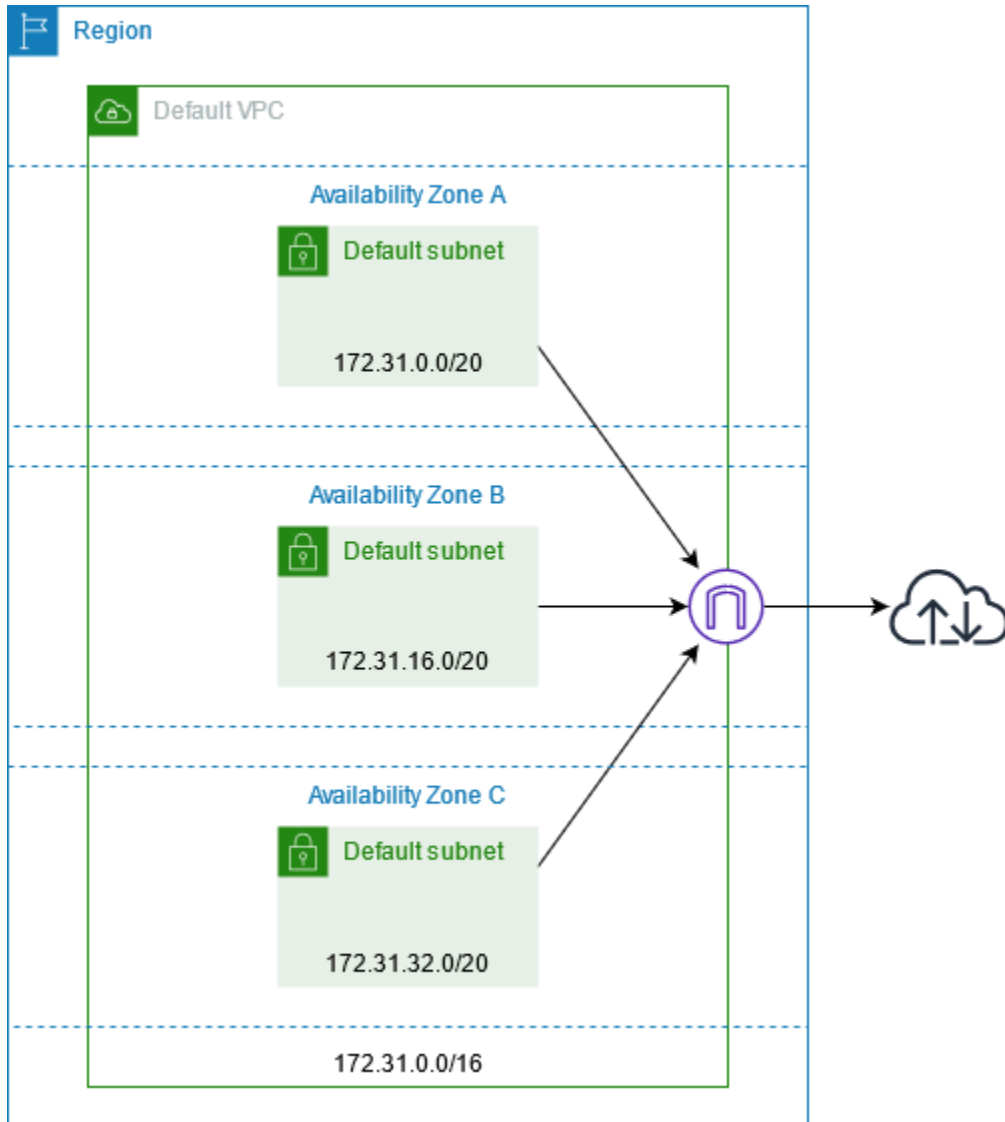 Region
Default VPC
Availability Zone A
Default subnet
172.31.0.0/20
Availability Zone B
Default subnet
172.31.16.0/20
Availability Zone C
Default subnet
172.31.32.0/20
172.31.0.0/16